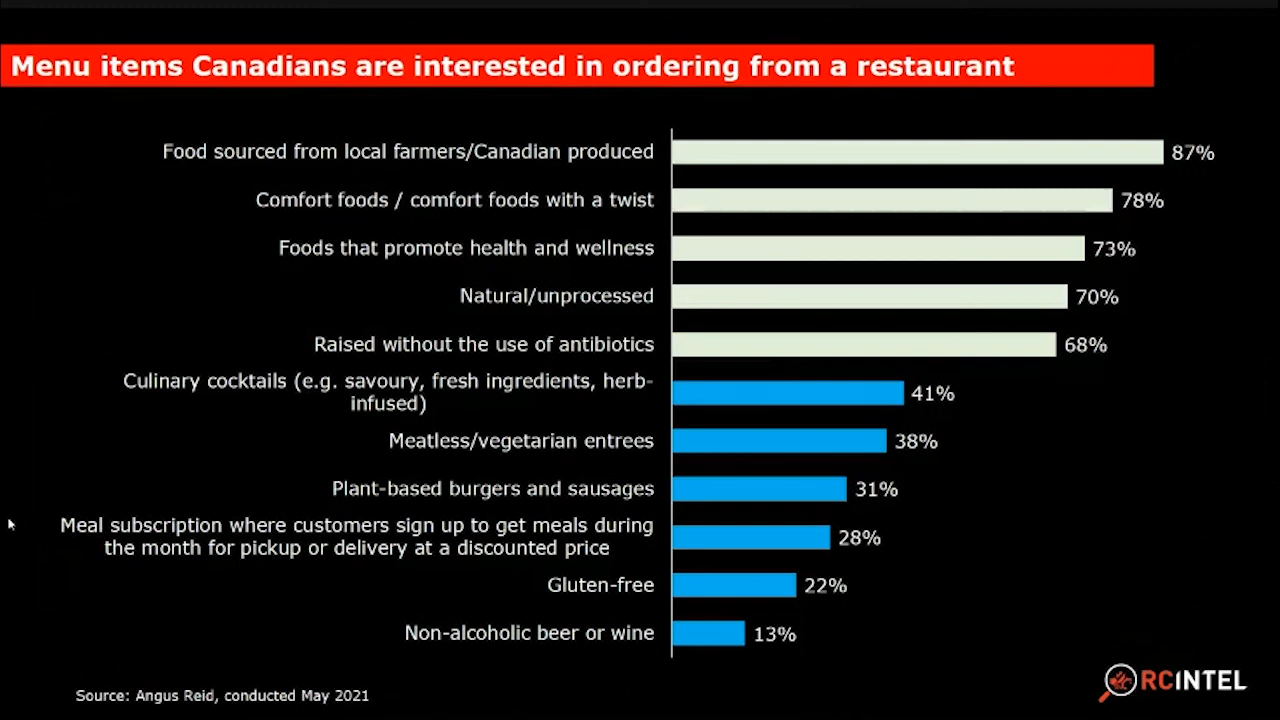 Menu items Canadians are interested in ordering from a restaurant
Food sourced from local farmers/Canadian produced 87%
Comfort foods / comfort foods with a twist 78%
Foods that promote health and wellness 73%
Natural/unprocessed 70%
Raised without the use of antibiotics 68%
Culinary cocktails (e.g. savoury, fresh ingredients, herb-
infused) 41%
Meatless/vegetarian entrees 38%
Plant-based burgers and sausages 31%
Meal subscription where customers sign up to get meals during
the month for pickup or delivery at a discounted price 28%
Gluten-free 22%
Non-alcoholic beer or wine 13%
Source: Angus Reid, conducted May 2021
RCINTEL